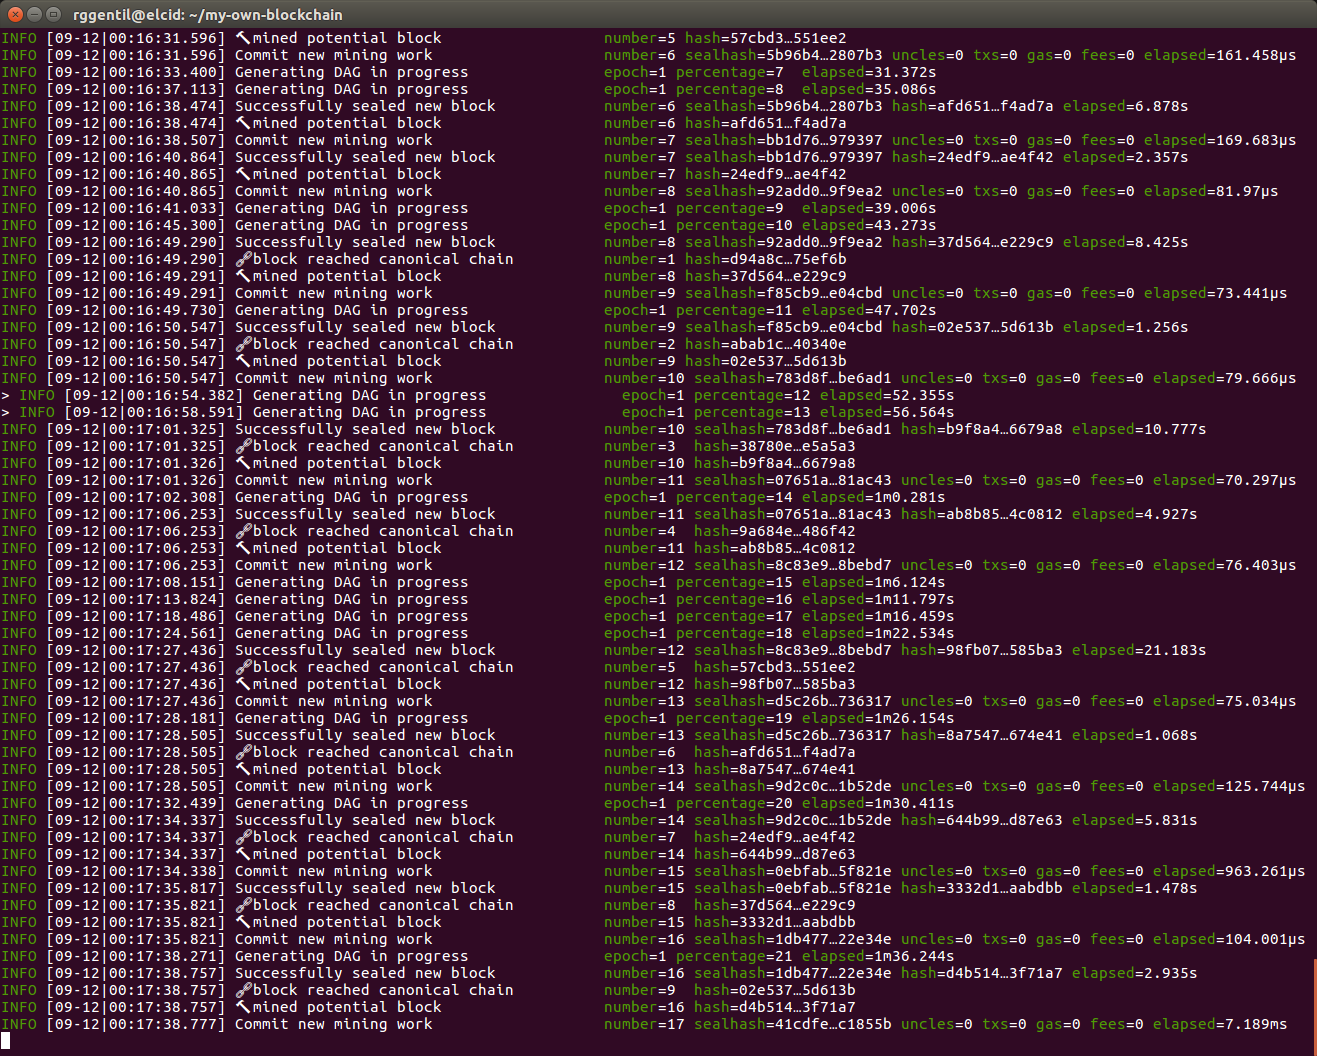 rggentil@elcid: ~/my-own-blockchain
INFO [09-12|00:16:31.596] 🔨mined potential block number=5 hash=57cbd3…551ee2
INFO [09-12|00:16:31.596] Commit new mining work number=6 sealhash=5b96b4…2807b3 uncles=0 txs=0 gas=0 fees=0 elapsed=161.458µs
INFO [09-12|00:16:33.400] Generating DAG in progress epoch=1 percentage=7 elapsed=31.372s
INFO [09-12|00:16:37.113] Generating DAG in progress epoch=1 percentage=8 elapsed=35.086s
INFO [09-12|00:16:38.474] Successfully sealed new block number=6 sealhash=5b96b4…2807b3 hash=afd651…f4ad7a elapsed=6.878s
INFO [09-12|00:16:38.474] 🔨mined potential block number=6 hash=afd651…f4ad7a
INFO [09-12|00:16:38.507] Commit new mining work number=7 sealhash=bb1d76…979397 uncles=0 txs=0 gas=0 fees=0 elapsed=169.683µs
INFO [09-12|00:16:40.864] Successfully sealed new block number=7 sealhash=bb1d76…979397 hash=24edf9…ae4f42 elapsed=2.357s
INFO [09-12|00:16:40.865] 🔨mined potential block number=7 hash=24edf9…ae4f42
INFO [09-12|00:16:40.865] Commit new mining work number=8 sealhash=92add0…9f9ea2 uncles=0 txs=0 gas=0 fees=0 elapsed=81.97µs
INFO [09-12|00:16:41.033] Generating DAG in progress epoch=1 percentage=9 elapsed=39.006s
INFO [09-12|00:16:45.300] Generating DAG in progress epoch=1 percentage=10 elapsed=43.273s
INFO [09-12|00:16:49.290] Successfully sealed new block number=8 sealhash=92add0…9f9ea2 hash=37d564…e229c9 elapsed=8.425s
INFO [09-12|00:16:49.290] 🔗block reached canonical chain number=1 hash=d94a8c…75ef6b
INFO [09-12|00:16:49.291] 🔨mined potential block number=8 hash=37d564…e229c9
INFO [09-12|00:16:49.291] Commit new mining work number=9 sealhash=f85cb9…e04cbd uncles=0 txs=0 gas=0 fees=0 elapsed=73.441µs
INFO [09-12|00:16:49.730] Generating DAG in progress epoch=1 percentage=11 elapsed=47.702s
INFO [09-12|00:16:50.547] Successfully sealed new block number=9 sealhash=f85cb9…e04cbd hash=02e537…5d613b elapsed=1.256s
INFO [09-12|00:16:50.547] 🔗block reached canonical chain number=2 hash=abab1c…40340e
INFO [09-12|00:16:50.547] 🔨mined potential block number=9 hash=02e537…5d613b
INFO [09-12|00:16:50.547] Commit new mining work number=10 sealhash=783d8f…be6ad1 uncles=0 txs=0 gas=0 fees=0 elapsed=79.666µs
> INFO [09-12|00:16:54.382] Generating DAG in progress epoch=1 percentage=12 elapsed=52.355s
> INFO [09-12|00:16:58.591] Generating DAG in progress epoch=1 percentage=13 elapsed=56.564s
INFO [09-12|00:17:01.325] Successfully sealed new block number=10 sealhash=783d8f…be6ad1 hash=b9f8a4…6679a8 elapsed=10.777s
INFO [09-12|00:17:01.325] 🔗block reached canonical chain number=3 hash=38780e…e5a5a3
INFO [09-12|00:17:01.326] 🔨mined potential block number=10 hash=b9f8a4…6679a8
INFO [09-12|00:17:01.326] Commit new mining work number=11 sealhash=07651a…81ac43 uncles=0 txs=0 gas=0 fees=0 elapsed=70.297µs
INFO [09-12|00:17:02.308] Generating DAG in progress epoch=1 percentage=14 elapsed=1m0.281s
INFO [09-12|00:17:06.253] Successfully sealed new block number=11 sealhash=07651a…81ac43 hash=ab8b85…4c0812 elapsed=4.927s
INFO [09-12|00:17:06.253] 🔗block reached canonical chain number=4 hash=9a684e…486f42
INFO [09-12|00:17:06.253] 🔨mined potential block number=11 hash=ab8b85…4c0812
INFO [09-12|00:17:06.253] Commit new mining work number=12 sealhash=8c83e9…8bebd7 uncles=0 txs=0 gas=0 fees=0 elapsed=76.403µs
INFO [09-12|00:17:08.151] Generating DAG in progress epoch=1 percentage=15 elapsed=1m6.124s
INFO [09-12|00:17:13.824] Generating DAG in progress epoch=1 percentage=16 elapsed=1m11.797s
INFO [09-12|00:17:18.486] Generating DAG in progress epoch=1 percentage=17 elapsed=1m16.459s
INFO [09-12|00:17:24.561] Generating DAG in progress epoch=1 percentage=18 elapsed=1m22.534s
INFO [09-12|00:17:27.436] Successfully sealed new block number=12 sealhash=8c83e9…8bebd7 hash=98fb07…585ba3 elapsed=21.183s
INFO [09-12|00:17:27.436] 🔗block reached canonical chain number=5 hash=57cbd3…551ee2
INFO [09-12|00:17:27.436] 🔨mined potential block number=12 hash=98fb07…585ba3
INFO [09-12|00:17:27.436] Commit new mining work number=13 sealhash=d5c26b…736317 uncles=0 txs=0 gas=0 fees=0 elapsed=75.034µs
INFO [09-12|00:17:28.181] Generating DAG in progress epoch=1 percentage=19 elapsed=1m26.154s
INFO [09-12|00:17:28.505] Successfully sealed new block number=13 sealhash=d5c26b…736317 hash=8a7547…674e41 elapsed=1.068s
INFO [09-12|00:17:28.505] 🔗block reached canonical chain number=6 hash=afd651…f4ad7a
INFO [09-12|00:17:28.505] 🔨mined potential block number=13 hash=8a7547…674e41
INFO [09-12|00:17:28.505] Commit new mining work number=14 sealhash=9d2c0c…1b52de uncles=0 txs=0 gas=0 fees=0 elapsed=125.744µs
INFO [09-12|00:17:32.439] Generating DAG in progress epoch=1 percentage=20 elapsed=1m30.411s
INFO [09-12|00:17:34.337] Successfully sealed new block number=14 sealhash=9d2c0c…1b52de hash=644b99…d87e63 elapsed=5.831s
INFO [09-12|00:17:34.337] 🔗block reached canonical chain number=7 hash=24edf9…ae4f42
INFO [09-12|00:17:34.337] 🔨mined potential block number=14 hash=644b99…d87e63
INFO [09-12|00:17:34.338] Commit new mining work number=15 sealhash=0ebfab…5f821e uncles=0 txs=0 gas=0 fees=0 elapsed=963.261µs
INFO [09-12|00:17:35.817] Successfully sealed new block number=15 sealhash=0ebfab…5f821e hash=3332d1…aabdbb elapsed=1.478s
INFO [09-12|00:17:35.821] 🔗block reached canonical chain number=8 hash=37d564…e229c9
INFO [09-12|00:17:35.821] 🔨mined potential block number=15 hash=3332d1…aabdbb
INFO [09-12|00:17:35.821] Commit new mining work number=16 sealhash=1db477…22e34e uncles=0 txs=0 gas=0 fees=0 elapsed=104.001µs
INFO [09-12|00:17:38.271] Generating DAG in progress epoch=1 percentage=21 elapsed=1m36.244s
INFO [09-12|00:17:38.757] Successfully sealed new block number=16 sealhash=1db477…22e34e hash=d4b514…3f71a7 elapsed=2.935s
INFO [09-12|00:17:38.757] 🔗block reached canonical chain number=9 hash=02e537…5d613b
INFO [09-12|00:17:38.757] 🔨mined potential block number=16 hash=d4b514…3f71a7
INFO [09-12|00:17:38.777] Commit new mining work number=17 sealhash=41cdfe…c1855b uncles=0 txs=0 gas=0 fees=0 elapsed=7.189ms